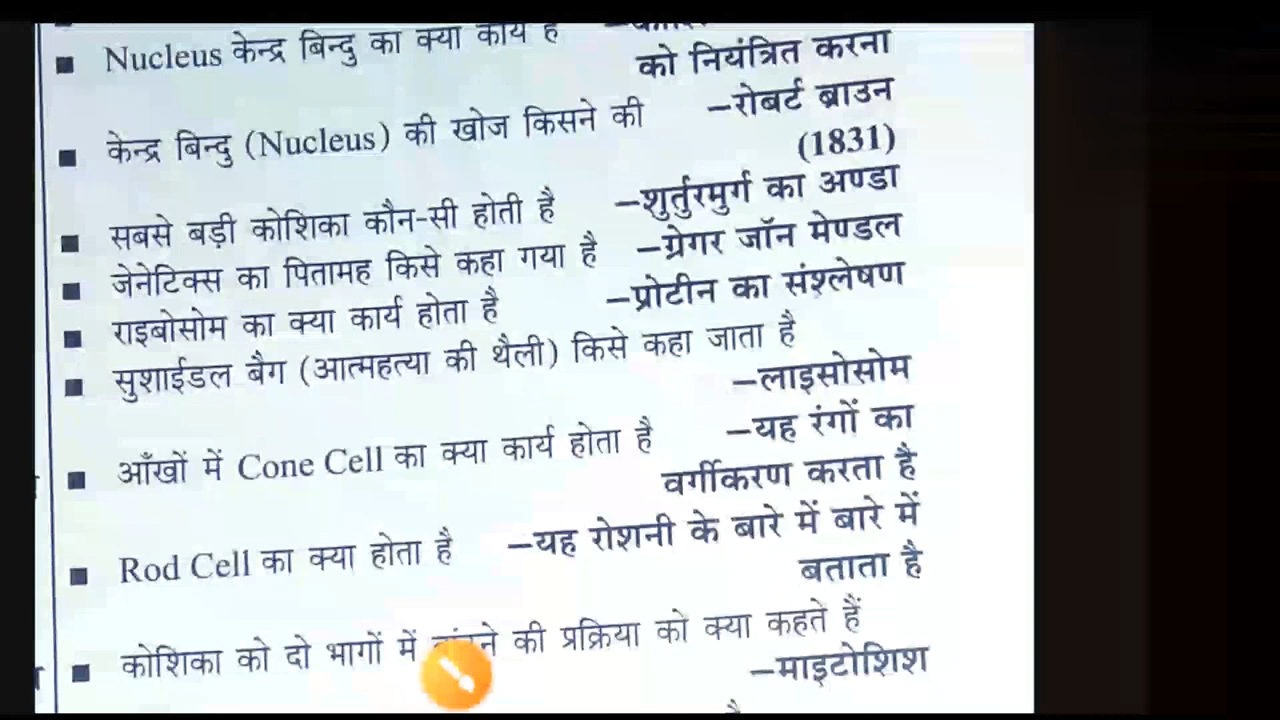 Nucleus केन्द्र बिन्दु का क्या कार्य है
को नियंत्रित करना
केन्द्र बिन्दु (Nucleus) की खोज किसने की –रोबर्ट ब्राउन
(1831)
सबसे बड़ी कोशिका कौन-सी होती है –शुर्तुरमुर्ग का अण्डा
जेनेटिक्स का पितामह किसे कहा गया है –ग्रेगर जॉन मेण्डल
राइबोसोम का क्या कार्य होता है –प्रोटीन का संश्लेषण
सुशाईडल बैग (आत्महत्या की थैली) किसे कहा जाता है
–लाइसोसोम
आँखों में Cone Cell का क्या कार्य होता है –यह रंगों का
वर्गीकरण करता है
Rod Cell का क्या होता है –यह रोशनी के बारे में बारे में
बताता है
कोशिका को दो भागों में की प्रक्रिया को क्या कहते हैं
–माइटोशिश